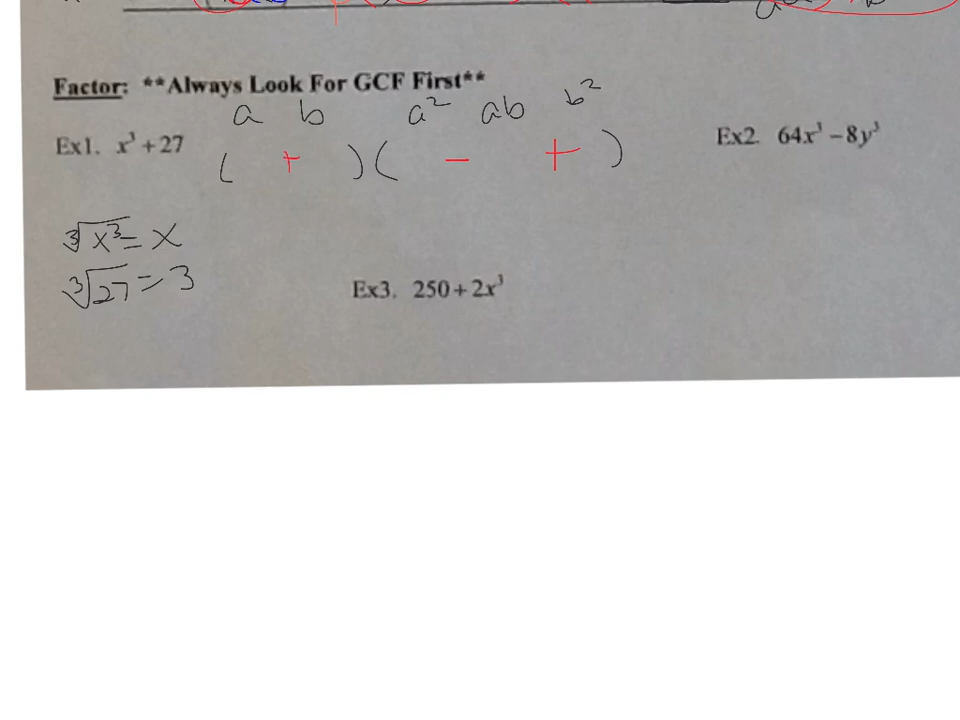 Factor: **Always Look For GCF First**
a b a² ab b²
Ex1. x³ + 27 ( + )( - + ) Ex2. 64x³ − 8y³
∛x³ = x
∛27 = 3
Ex3. 250 + 2x³